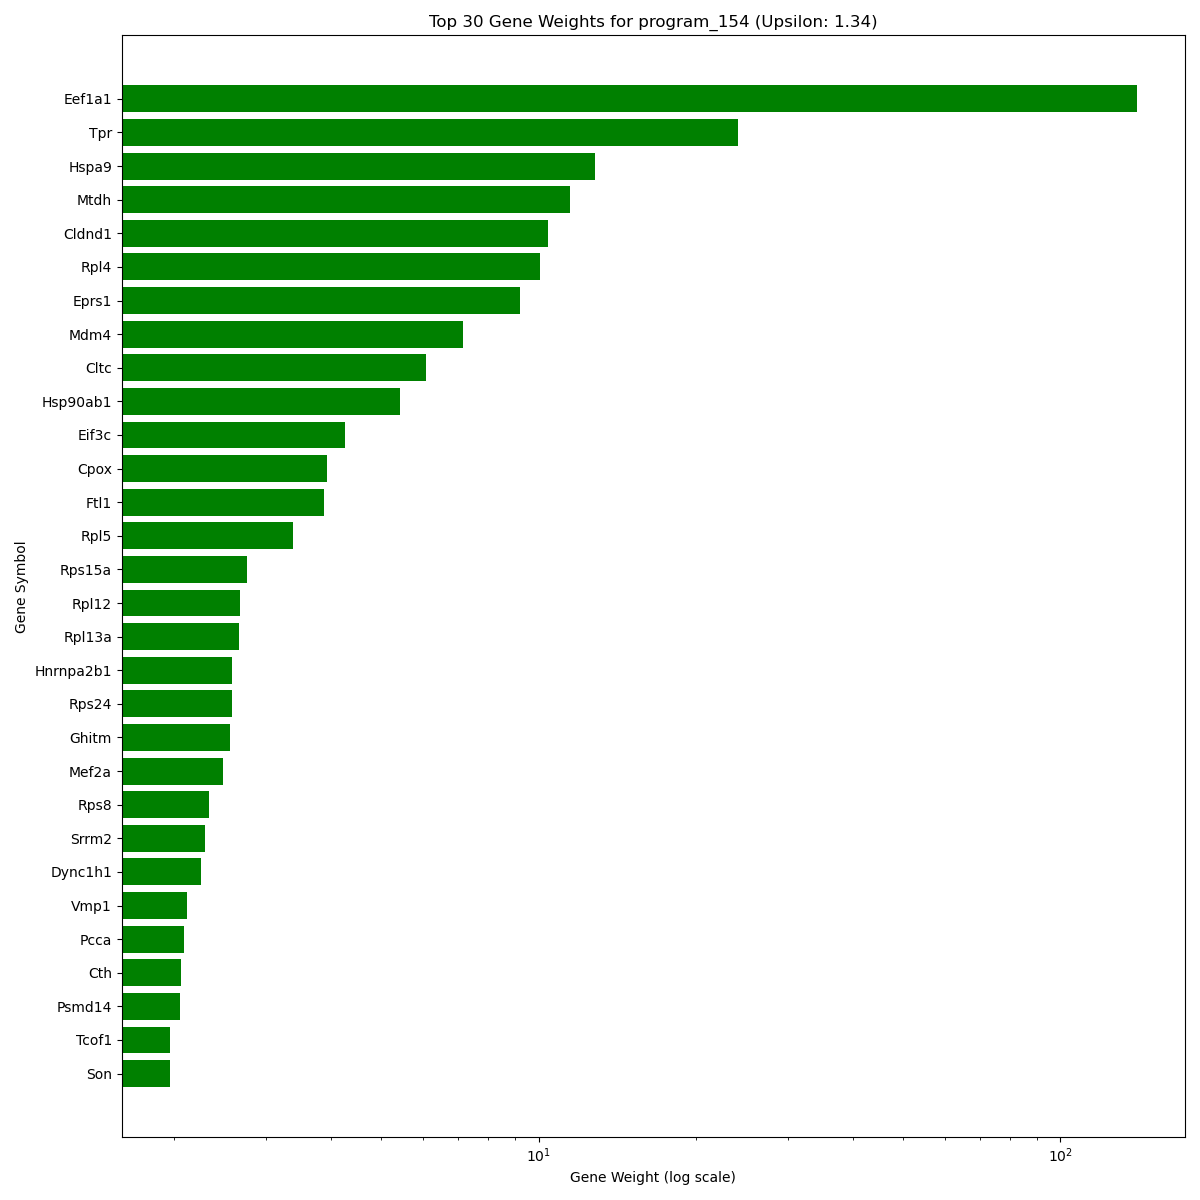 Top 30 Gene Weights for program_154 (Upsilon: 1.34)
Gene Symbol
Eef1a1
Tpr
Hspa9
Mtdh
Cldnd1
Rpl4
Eprs1
Mdm4
Cltc
Hsp90ab1
Eif3c
Cpox
Ftl1
Rpl5
Rps15a
Rpl12
Rpl13a
Hnrnpa2b1
Rps24
Ghitm
Mef2a
Rps8
Srrm2
Dync1h1
Vmp1
Pcca
Cth
Psmd14
Tcof1
Son
10¹ 10²
Gene Weight (log scale)